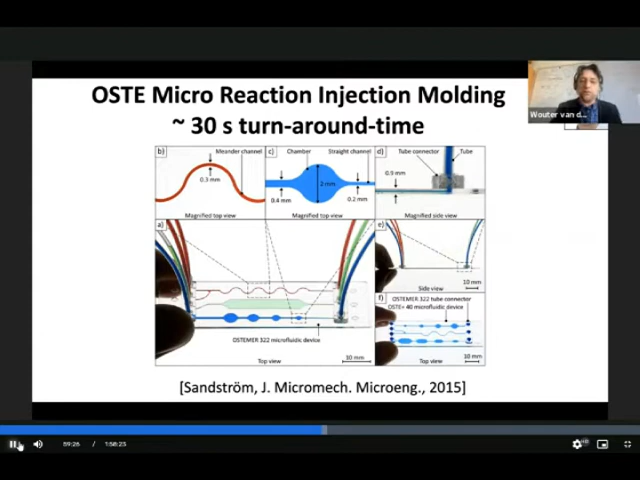 OSTE Micro Reaction Injection Molding
~ 30 s turn-around-time
Wouter van d...
b)
Meander channel
0.3 mm
Magnified top view
c)
Chamber
Straight channel
2 mm
0.4 mm
0.2 mm
Magnified top view
d)
Tube connector
Tube
0.9 mm
Magnified side view
a)
OSTEMER 322 microfluidic device
Top view
10 mm
e)
Side view
10 mm
f)
OSTEMER 322 tube connector
OSTE+ 40 microfluidic device
Top view
10 mm
[Sandström, J. Micromech. Microeng., 2015]
59:26 / 1:58:23